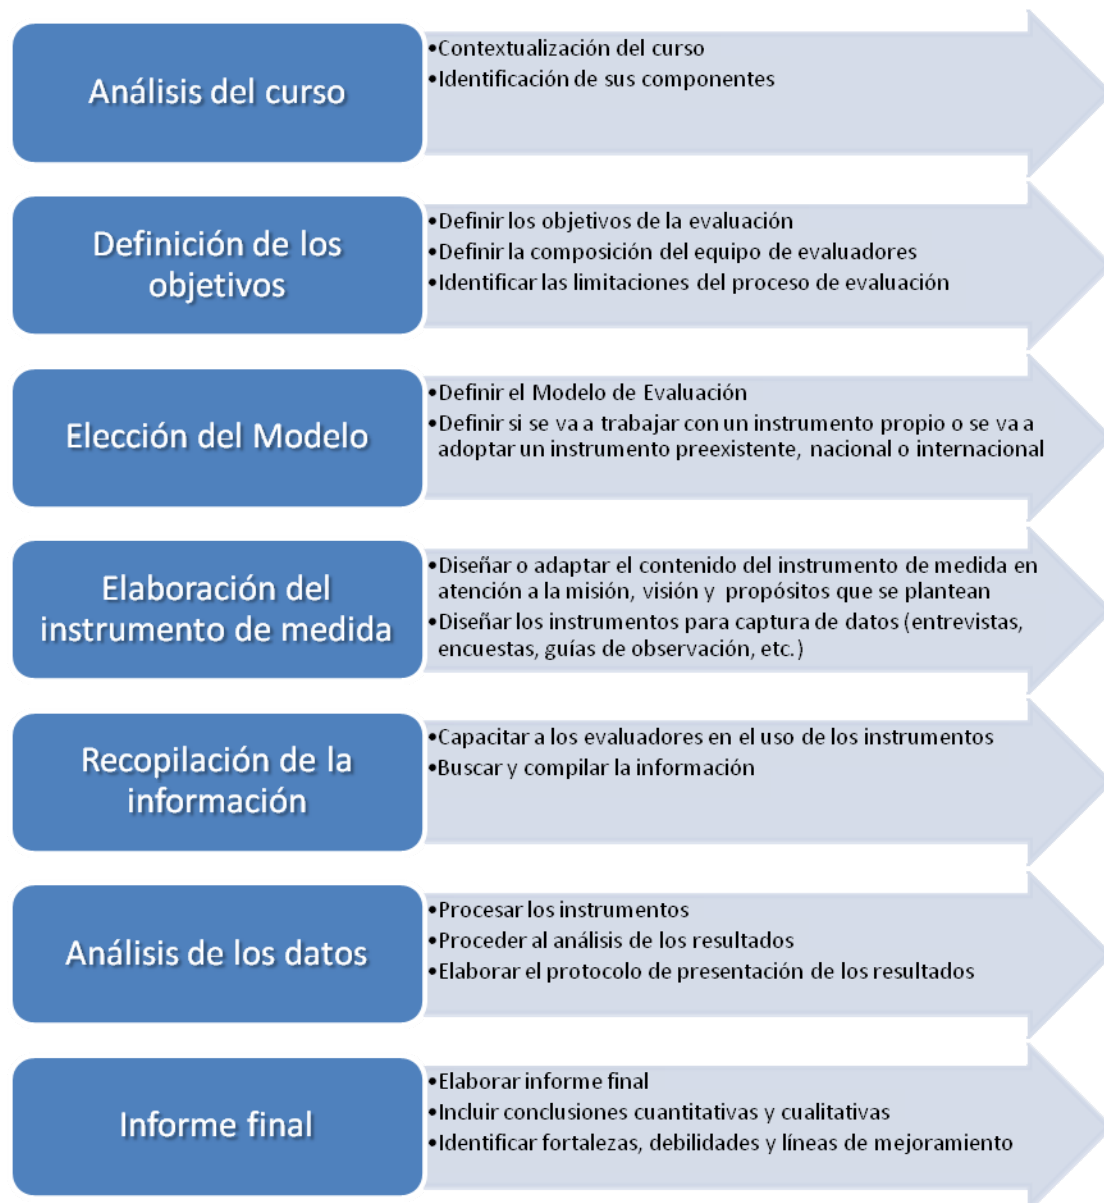 Análisis del curso
•Contextualización del curso
•Identificación de sus componentes
Definición de los
objetivos
•Definir los objetivos de la evaluación
•Definir la composición del equipo de evaluadores
•Identificar las limitaciones del proceso de evaluación
Elección del Modelo
•Definir el Modelo de Evaluación
•Definir si se va a trabajar con un instrumento propio o se va a
adoptar un instrumento preexistente, nacional o internacional
Elaboración del
instrumento de medida
•Diseñar o adaptar el contenido del instrumento de medida en
atención a la misión, visión y propósitos que se plantean
•Diseñar los instrumentos para captura de datos (entrevistas,
encuestas, guías de observación, etc.)
Recopilación de la
información
•Capacitar a los evaluadores en el uso de los instrumentos
•Buscar y compilar la información
Análisis de los datos
•Procesar los instrumentos
•Proceder al análisis de los resultados
•Elaborar el protocolo de presentación de los resultados
Informe final
•Elaborar informe final
•Incluir conclusiones cuantitativas y cualitativas
•Identificar fortalezas, debilidades y líneas de mejoramiento